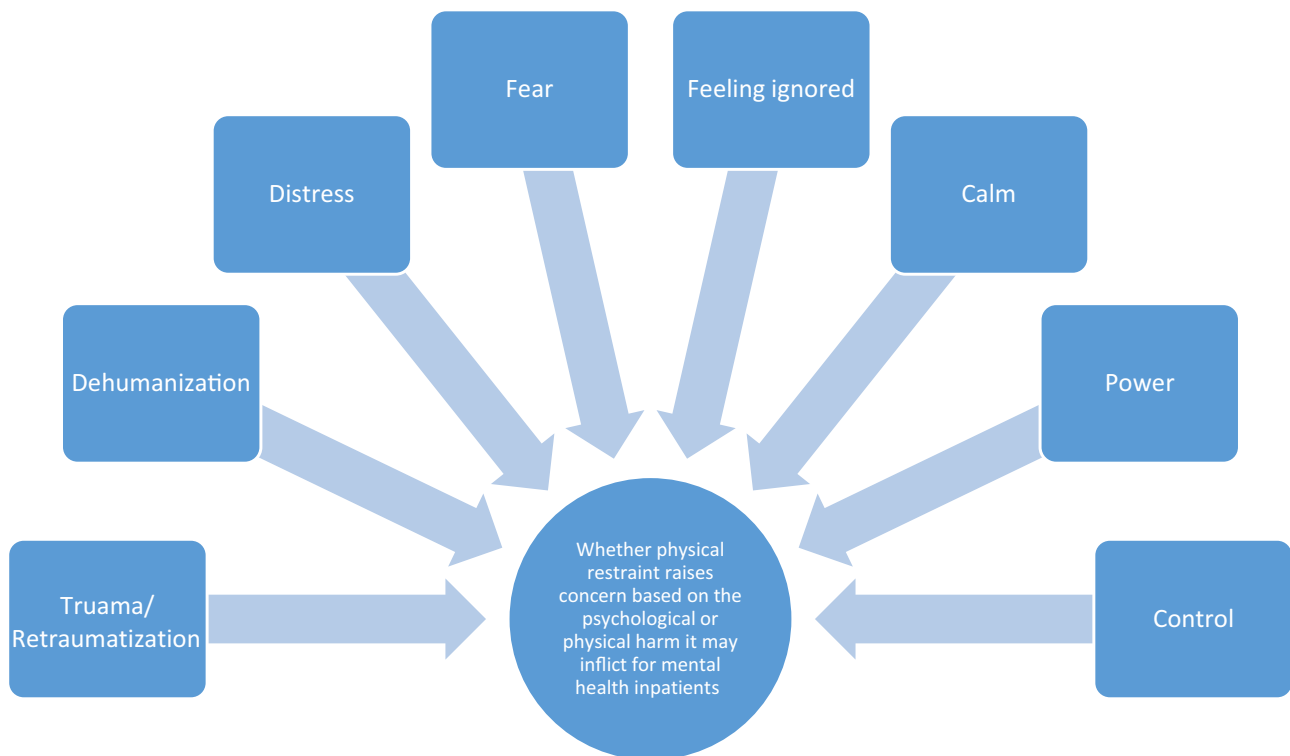 Fear
Feeling ignored
Distress
Calm
Dehumanization
Power
Truama/
Retraumatization
Control
Whether physical
restraint raises
concern based on the
psychological or
physical harm it may
inflict for mental
health inpatients